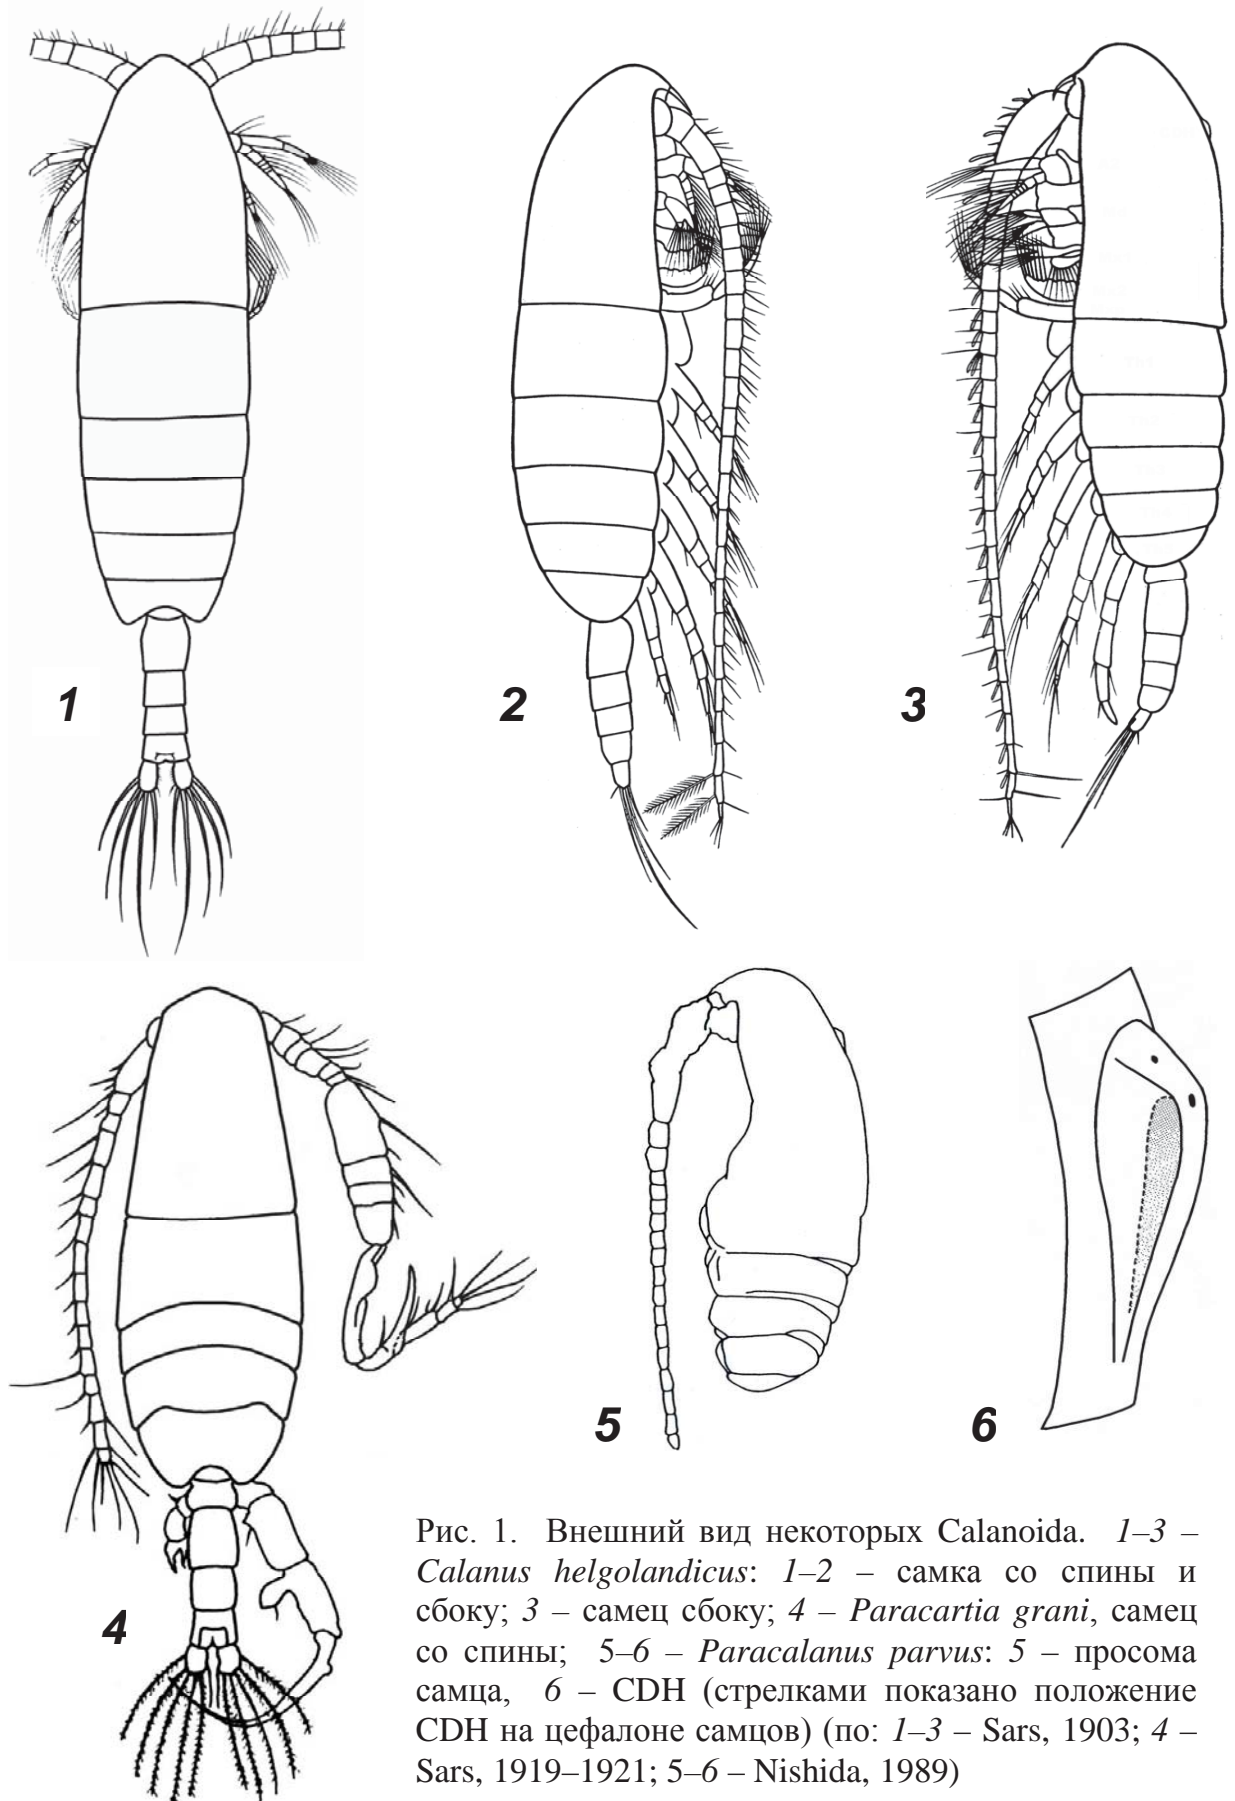 1
2
3
4
5
6
Рис. 1. Внешний вид некоторых Calanoida. 1–3 –
Calanus helgolandicus: 1–2 – самка со спины и
сбоку; 3 – самец сбоку; 4 – Paracartia grani, самец
со спины; 5–6 – Paracalanus parvus: 5 – просома
самца, 6 – CDH (стрелками показано положение
CDH на цефалоне самцов) (по: 1–3 – Sars, 1903; 4 –
Sars, 1919–1921; 5–6 – Nishida, 1989)